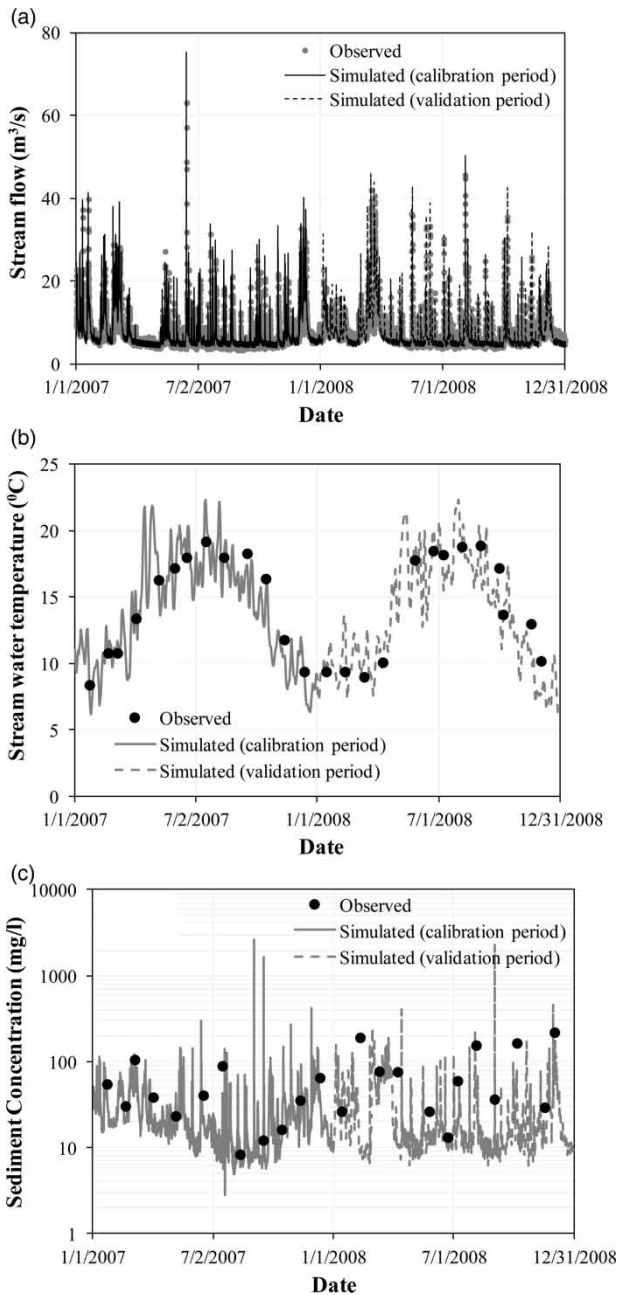 (a)
80
60
40
20
0
Stream flow (m³/s)
Observed
Simulated (calibration period)
Simulated (validation period)
1/1/2007 7/2/2007 1/1/2008 7/1/2008 12/31/2008
Date
(b)
25
20
15
10
5
0
Stream water temperature (⁰C)
Observed
Simulated (calibration period)
Simulated (validation period)
1/1/2007 7/2/2007 1/1/2008 7/1/2008 12/31/2008
Date
(c)
10000
1000
100
10
1
Sediment Concentration (mg/l)
Observed
Simulated (calibration period)
Simulated (validation period)
1/1/2007 7/2/2007 1/1/2008 7/1/2008 12/31/2008
Date